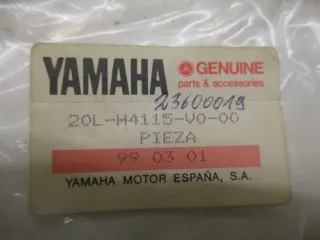 YAMAHA GENUINE
parts & accessories
23600019
20L-H4115-V0-00
PIEZA
99 03 01
YAMAHA MOTOR ESPAÑA, S.A.